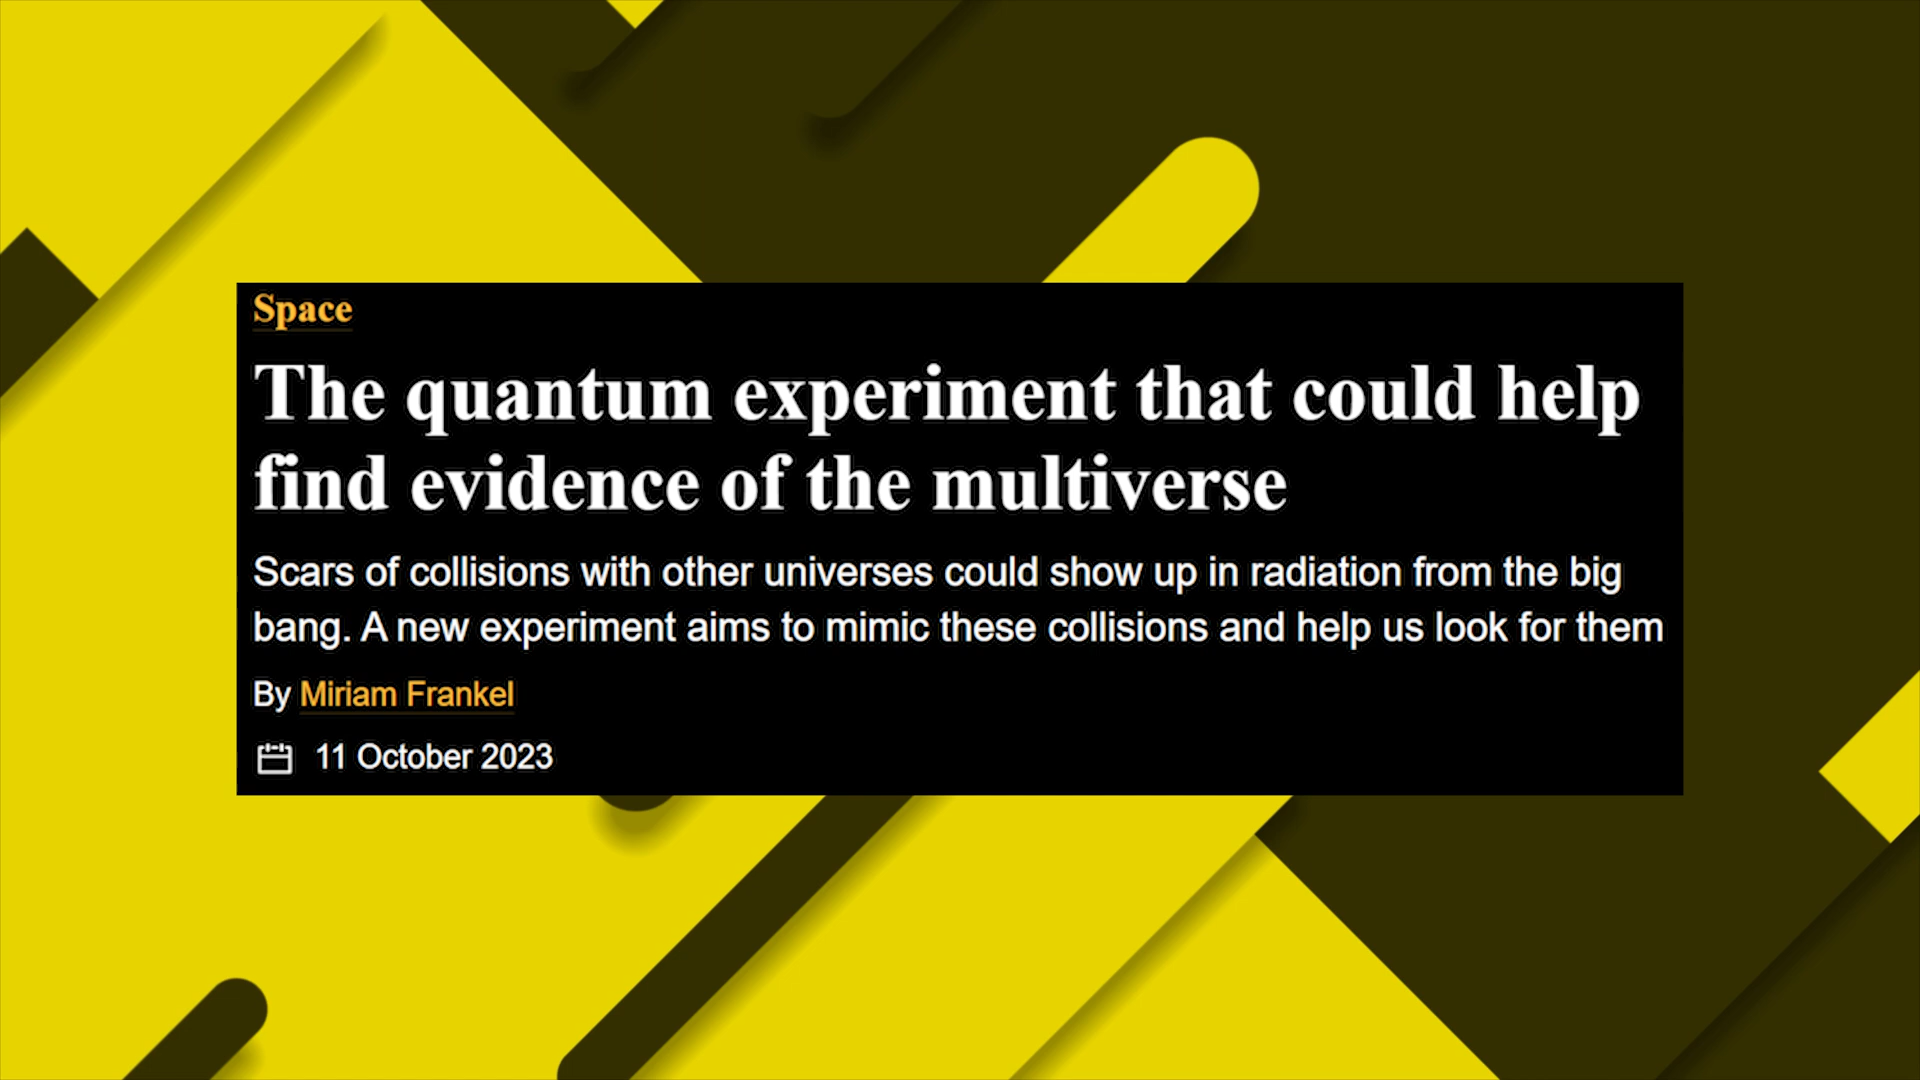 Space
The quantum experiment that could help
find evidence of the multiverse
Scars of collisions with other universes could show up in radiation from the big
bang. A new experiment aims to mimic these collisions and help us look for them
By Miriam Frankel
11 October 2023